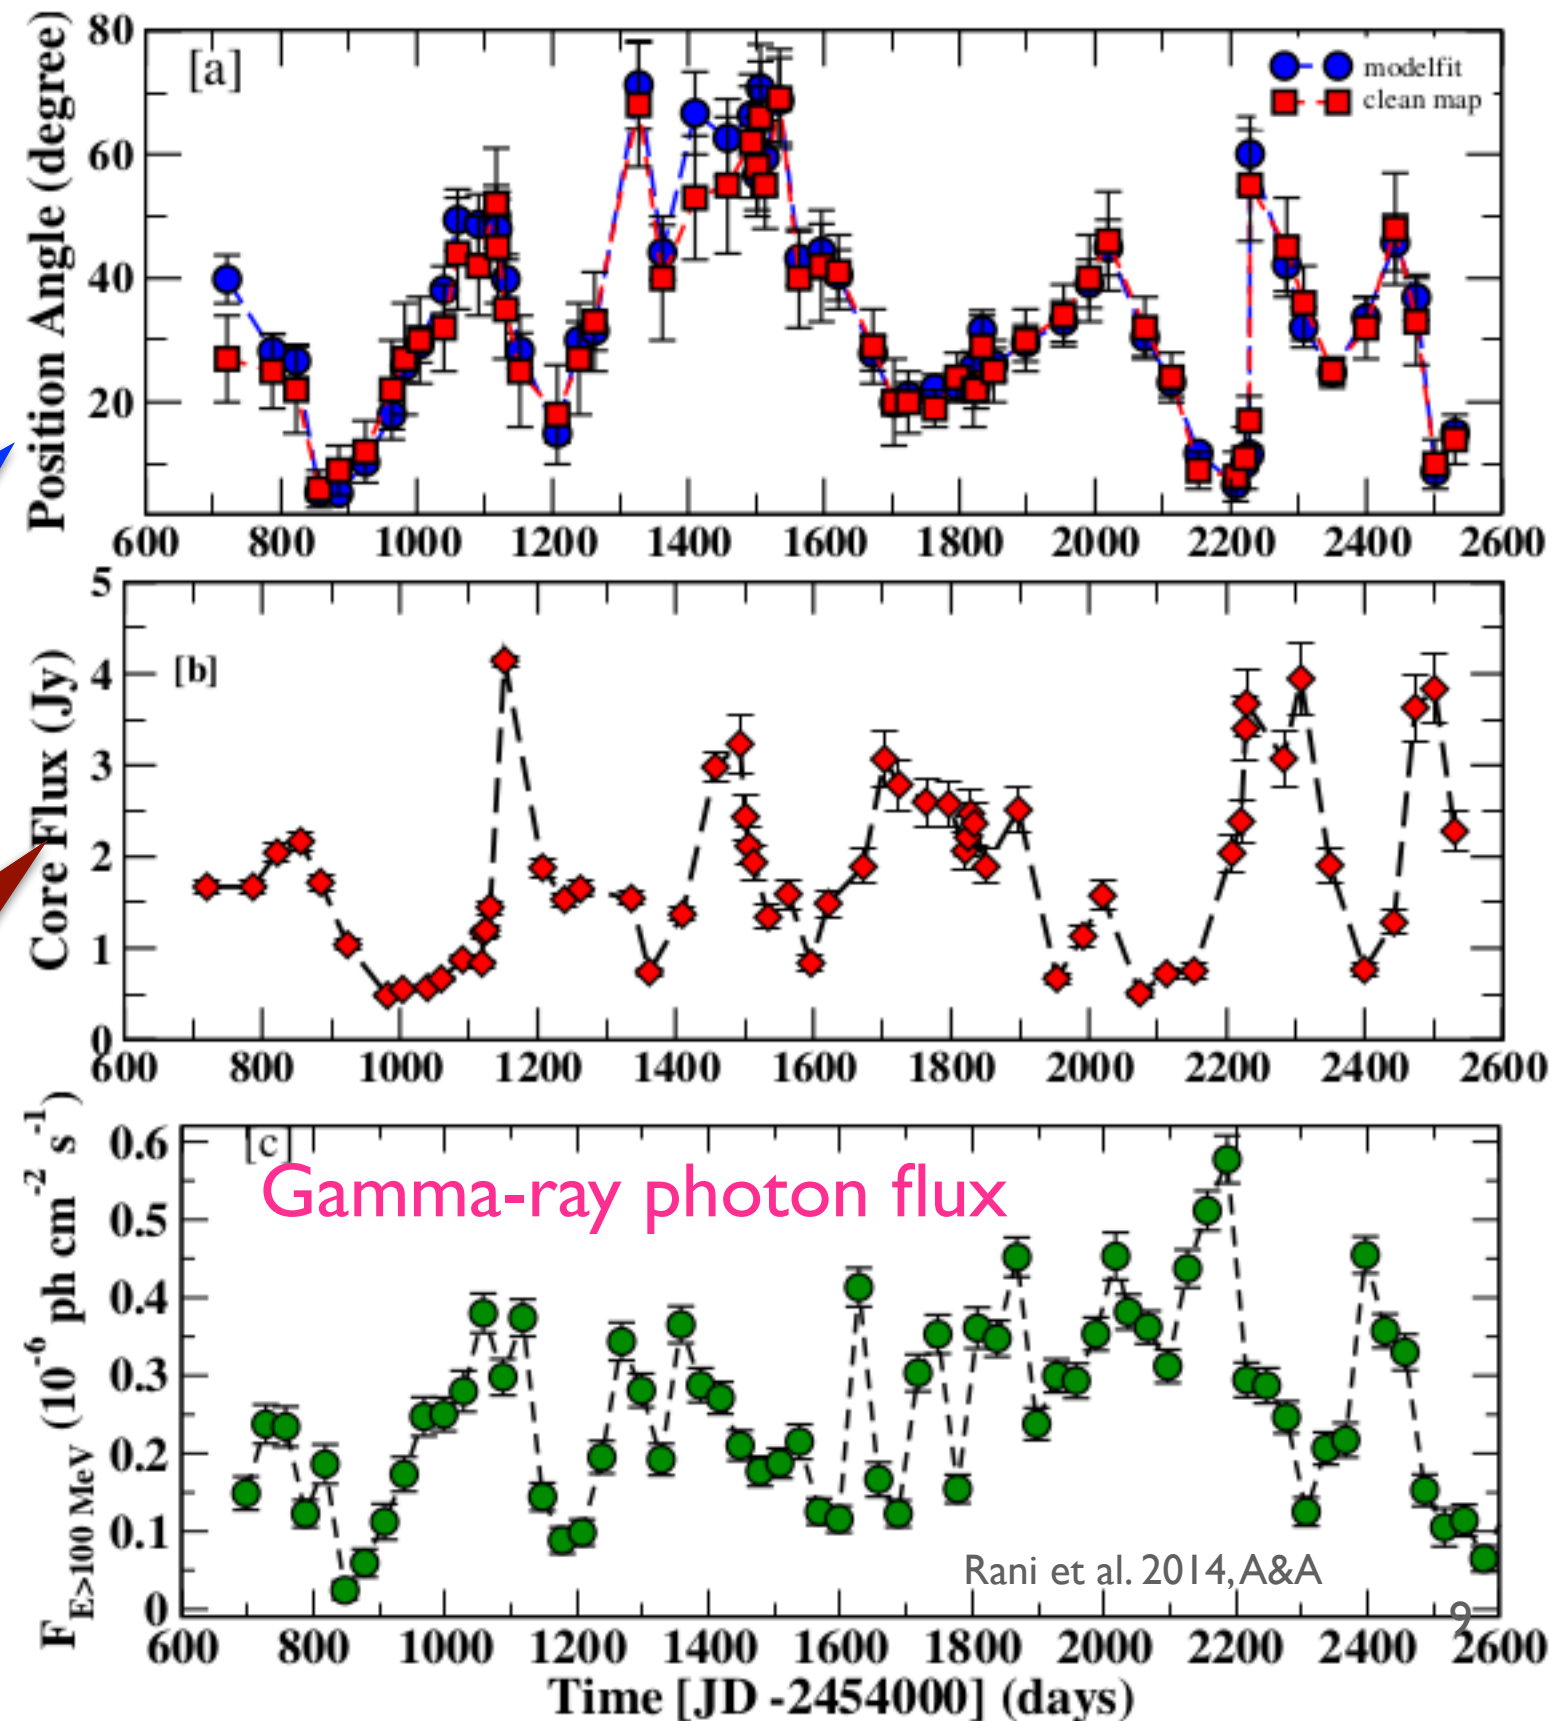 80
[a]
modelfit
clean map
60
40
20
Position Angle (degree)
600 800 1000 1200 1400 1600 1800 2000 2200 2400 2600
5
[b]
4
3
2
1
0
Core Flux (Jy)
600 800 1000 1200 1400 1600 1800 2000 2200 2400 2600
[c]
0.6
Gamma-ray photon flux
0.5
0.4
0.3
0.2
0.1
0
F E>100 MeV (10^-6 ph cm^-2 s^-1)
Rani et al. 2014, A&A
9
600 800 1000 1200 1400 1600 1800 2000 2200 2400 2600
Time [JD -2454000] (days)